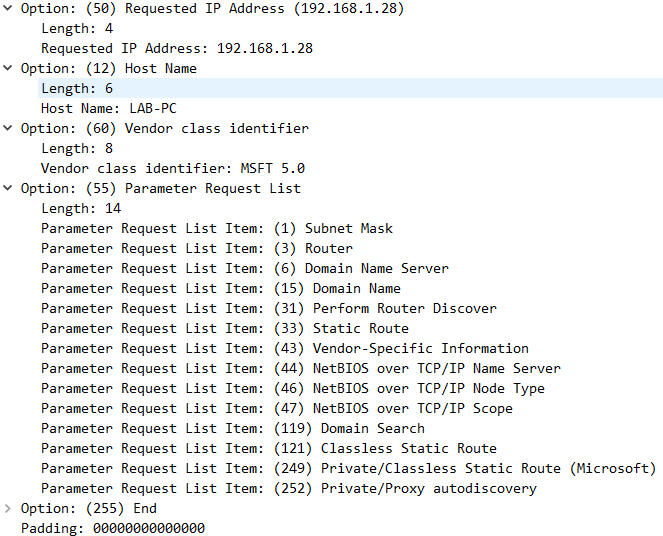 Option: (50) Requested IP Address (192.168.1.28)
Length: 4
Requested IP Address: 192.168.1.28
Option: (12) Host Name
Length: 6
Host Name: LAB-PC
Option: (60) Vendor class identifier
Length: 8
Vendor class identifier: MSFT 5.0
Option: (55) Parameter Request List
Length: 14
Parameter Request List Item: (1) Subnet Mask
Parameter Request List Item: (3) Router
Parameter Request List Item: (6) Domain Name Server
Parameter Request List Item: (15) Domain Name
Parameter Request List Item: (31) Perform Router Discover
Parameter Request List Item: (33) Static Route
Parameter Request List Item: (43) Vendor-Specific Information
Parameter Request List Item: (44) NetBIOS over TCP/IP Name Server
Parameter Request List Item: (46) NetBIOS over TCP/IP Node Type
Parameter Request List Item: (47) NetBIOS over TCP/IP Scope
Parameter Request List Item: (119) Domain Search
Parameter Request List Item: (121) Classless Static Route
Parameter Request List Item: (249) Private/Classless Static Route (Microsoft)
Parameter Request List Item: (252) Private/Proxy autodiscovery
Option: (255) End
Padding: 00000000000000